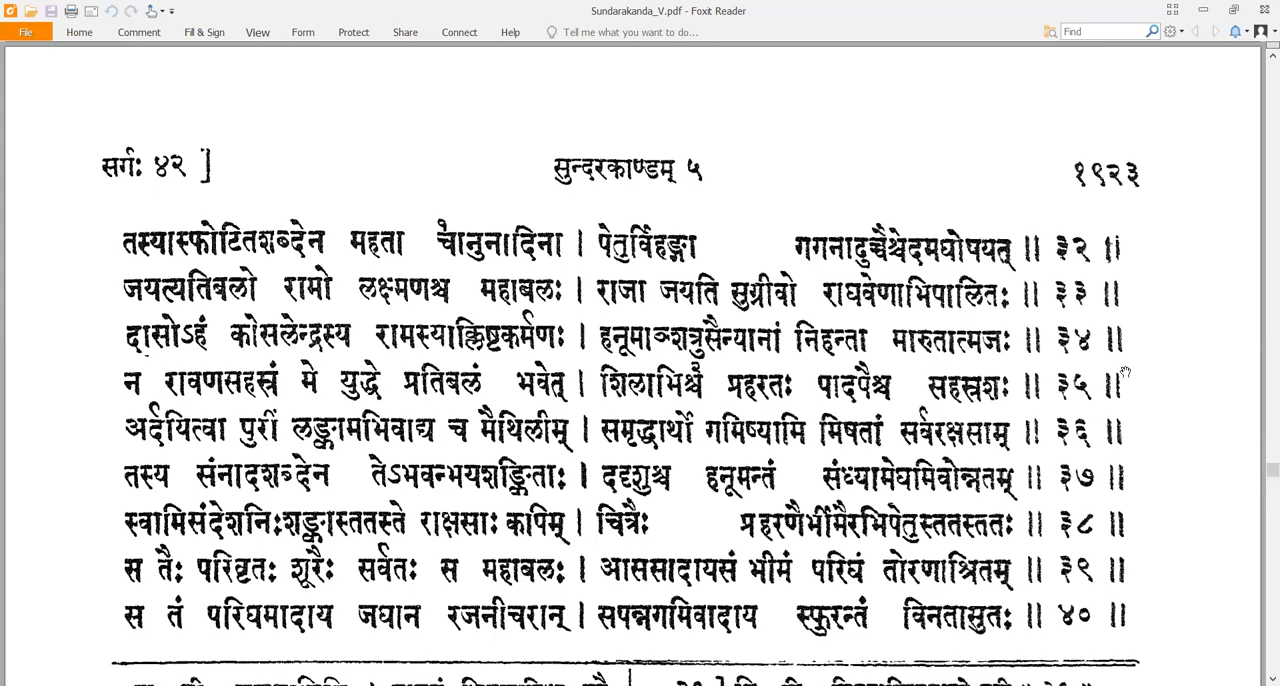 Sundarakanda_V.pdf - Foxit Reader
File Home Comment Fill & Sign View Form Protect Share Connect Help Tell me what you want to do... Find
सर्गः ४२ ] सुन्दरकाण्डम् ५ १९२३
तस्यास्फोटितशब्देन महता चानुनादिना । पेतुर्विहङ्गा गगनादुच्चैश्चेदमघोषयत् ॥ ३२ ॥
जयत्यतिबलो रामो लक्ष्मणश्च महाबलः । राजा जयति सुग्रीवो राघवेणाभिपालितः ॥ ३३ ॥
दासोऽहं कोसलेन्द्रस्य रामस्याक्लिष्टकर्मणः । हनूमाञ्शत्रुसैन्यानां निहन्ता मारुतात्मजः ॥ ३४ ॥
न रावणसहस्रं मे युद्धे प्रतिबलं भवेत् । शिलाभिश्च प्रहरतः पादपैश्च सहस्रशः ॥ ३५ ॥
अर्दयित्वा पुरीं लङ्कामभिवाद्य च मैथिलीम् । समृद्धार्थो गमिष्यामि मिषतां सर्वरक्षसाम् ॥ ३६ ॥
तस्य संनादशब्देन तेऽभवन्भयशङ्किताः । ददृशुश्च हनूमन्तं संध्यामेघमिवोन्नतम् ॥ ३७ ॥
स्वामिसंदेशनिःशङ्कास्ततस्ते राक्षसाः कपिम् । चित्रैः प्रहरणैर्भीमैरभिपेतुस्ततस्ततः ॥ ३८ ॥
स तैः परिवृतः शूरैः सर्वतः स महाबलः । आससादायसं भीमं परिघं तोरणाश्रितम् ॥ ३९ ॥
स तं परिघमादाय जघान रजनीचरान् । सपन्नगमिवादाय स्फुरन्तं विनतासुतः ॥ ४० ॥